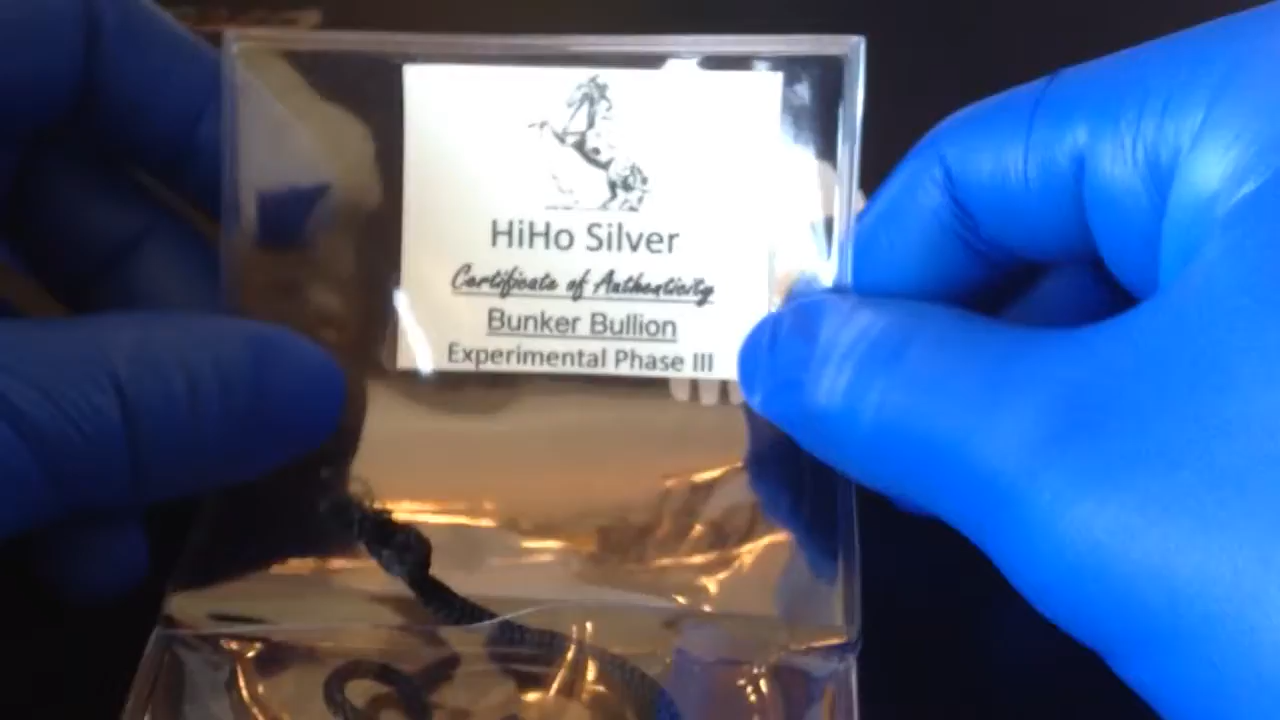 HiHo Silver
Certificate of Authenticity
Bunker Bullion
Experimental Phase III